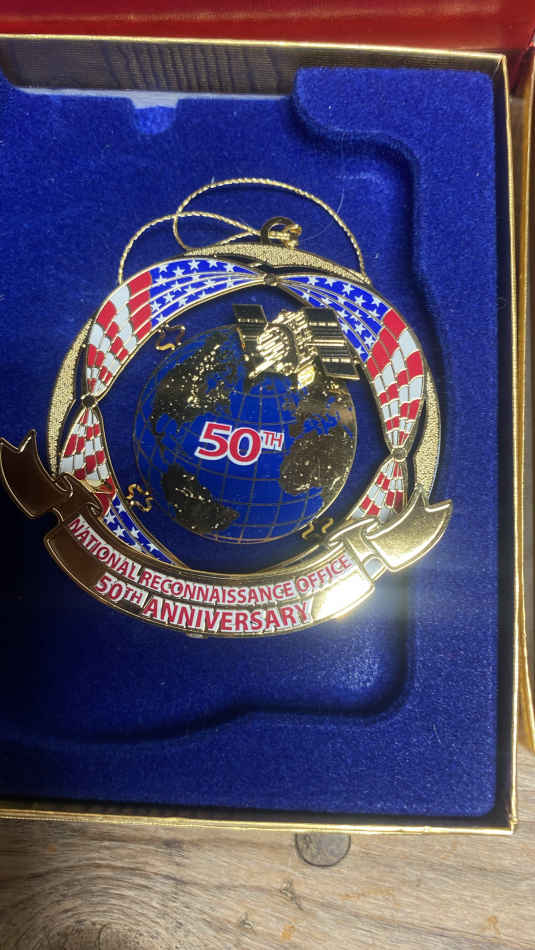 50TH
NATIONAL RECONNAISSANCE OFFICE
50TH ANNIVERSARY